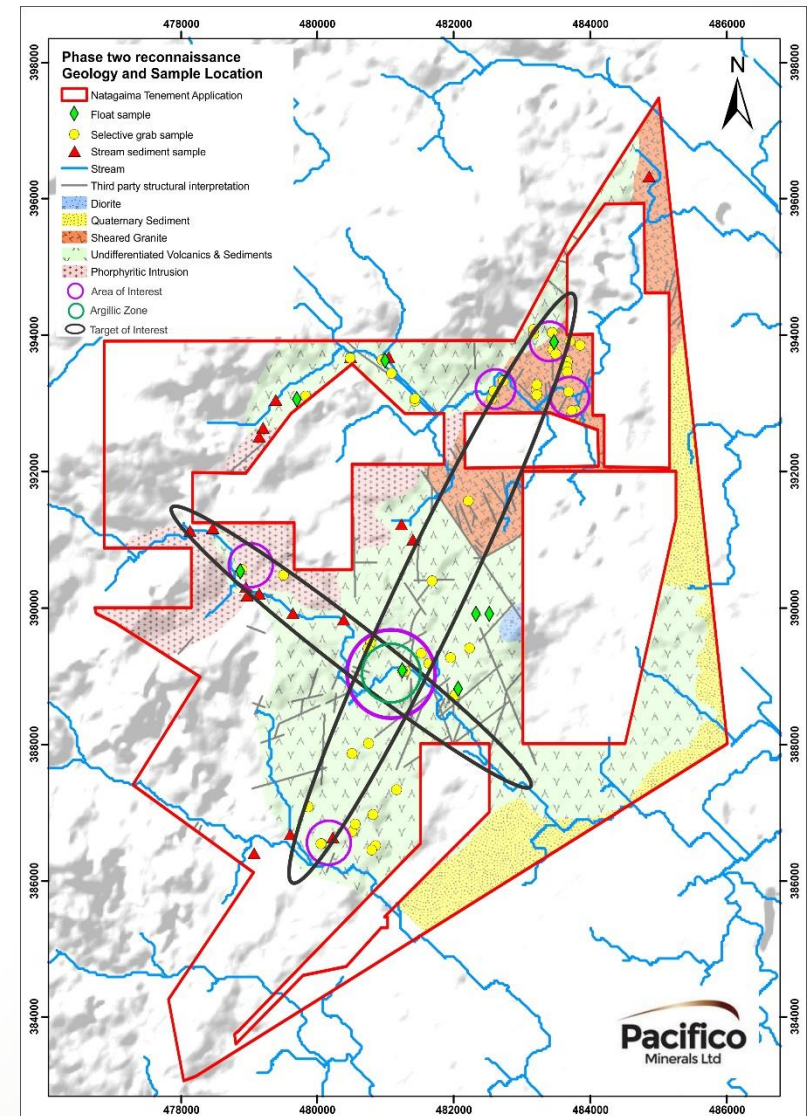 478000 480000 482000 484000 486000
Phase two reconnaissance
Geology and Sample Location
Natagaima Tenement Application
Float sample
Selective grab sample
Stream sediment sample
Stream
Third party structural interpretation
Diorite
Quaternary Sediment
Sheared Granite
Undifferentiated Volcanics & Sediments
Phorphyritic Intrusion
Area of Interest
Argillic Zone
Target of Interest
N
398000
398000
396000
396000
394000
394000
392000
392000
390000
390000
388000
388000
386000
386000
384000
384000
Pacifico
Minerals Ltd
478000 480000 482000 484000 486000